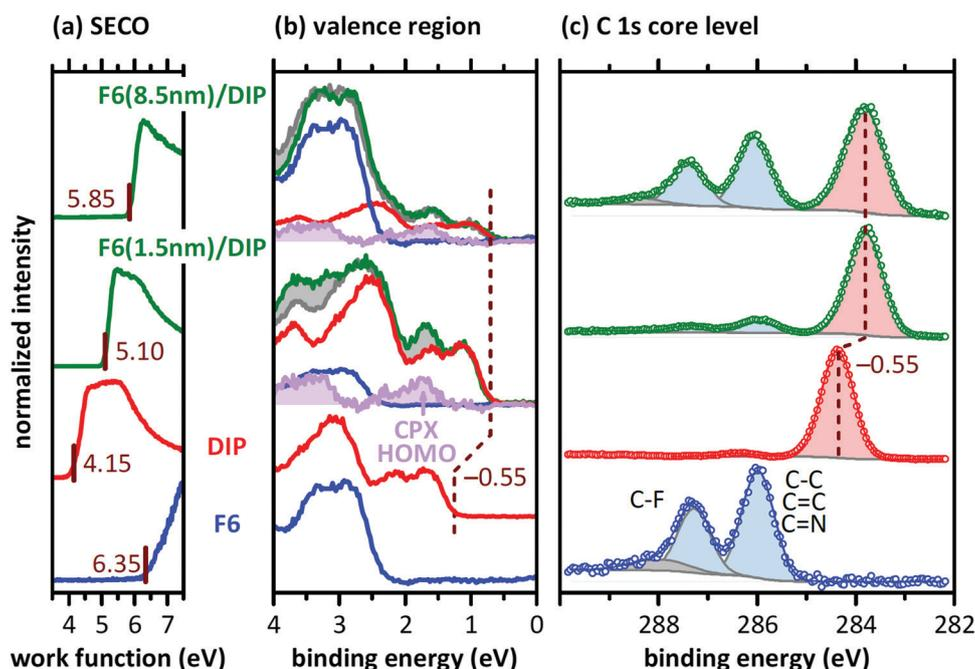 (a) SECO
(b) valence region
(c) C 1s core level
normalized intensity
F6(8.5nm)/DIP
5.85
F6(1.5nm)/DIP
5.10
DIP
4.15
F6
6.35
CPX
HOMO
−0.55
−0.55
C-F
C-C
C=C
C=N
4 5 6 7
4 3 2 1 0
288 286 284 282
work function (eV)
binding energy (eV)
binding energy (eV)